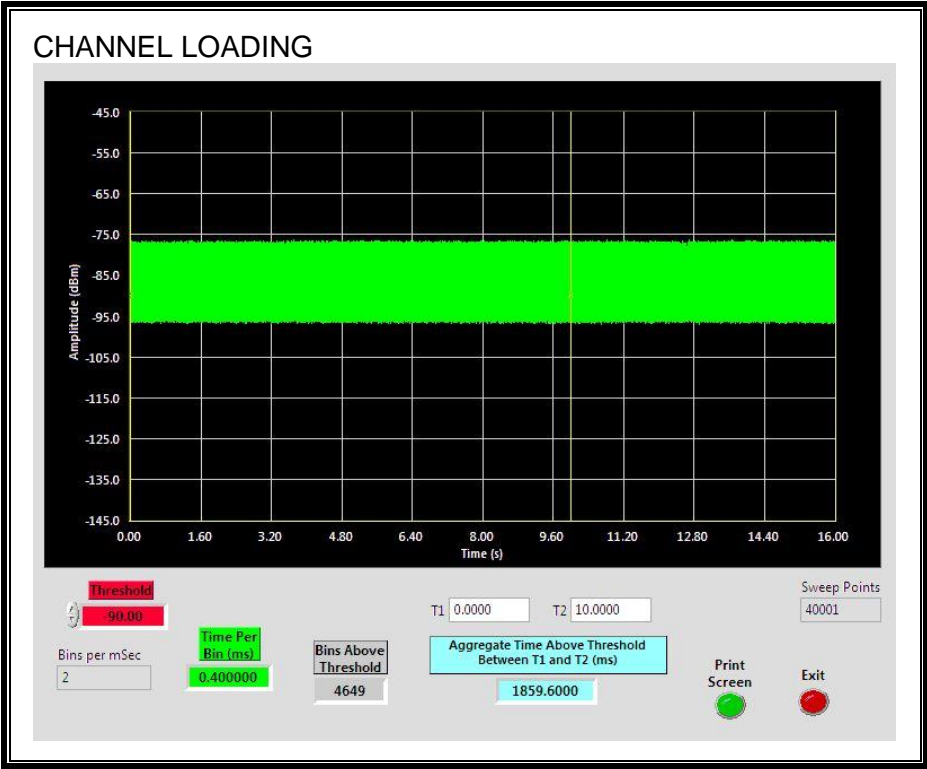 CHANNEL LOADING
-45.0
-55.0
-65.0
-75.0
-85.0
-95.0
-105.0
-115.0
-125.0
-135.0
-145.0
Amplitude (dBm)
0.00 1.60 3.20 4.80 6.40 8.00 9.60 11.20 12.80 14.40 16.00
Time (s)
Threshold
-90.00
Bins per mSec
2
Time Per
Bin (ms)
0.400000
Bins Above
Threshold
4649
T1 0.0000 T2 10.0000
Aggregate Time Above Threshold
Between T1 and T2 (ms)
1859.6000
Sweep Points
40001
Print
Screen
Exit